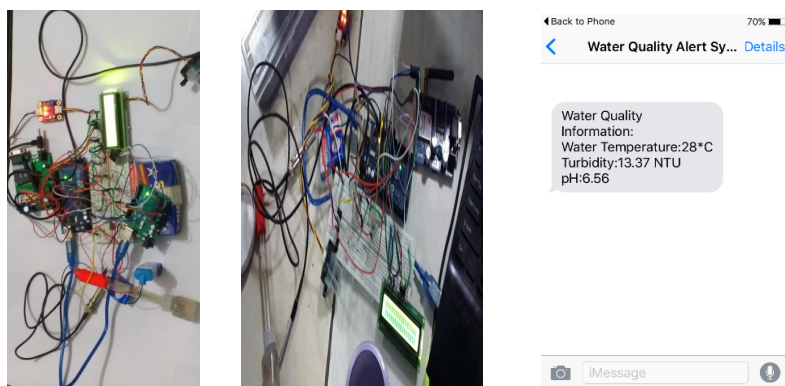 Back to Phone
70%
Water Quality Alert Sy... Details
Water Quality
Information:
Water Temperature:28*C
Turbidity:13.37 NTU
pH:6.56
iMessage